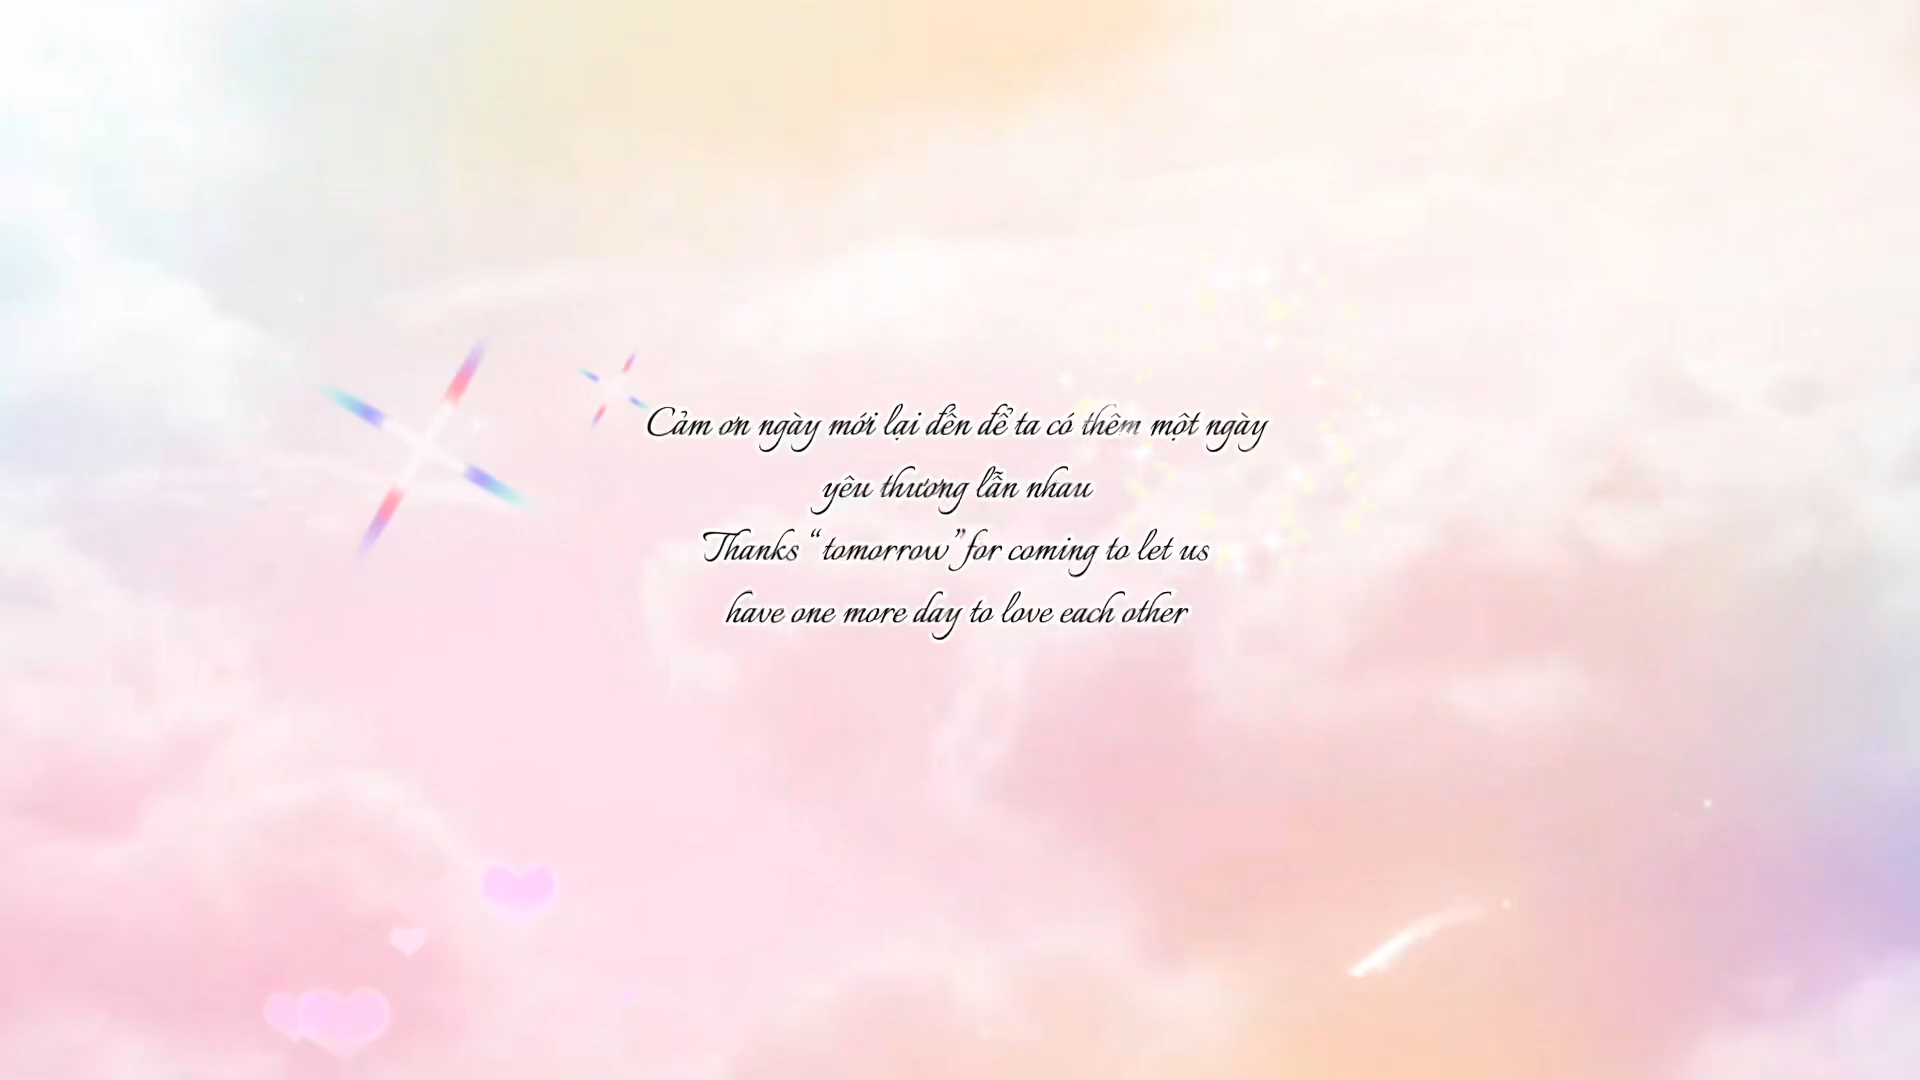 Cảm ơn ngày mới lại đến để ta có thêm một ngày
yêu thương lẫn nhau
Thanks “tomorrow” for coming to let us
have one more day to love each other